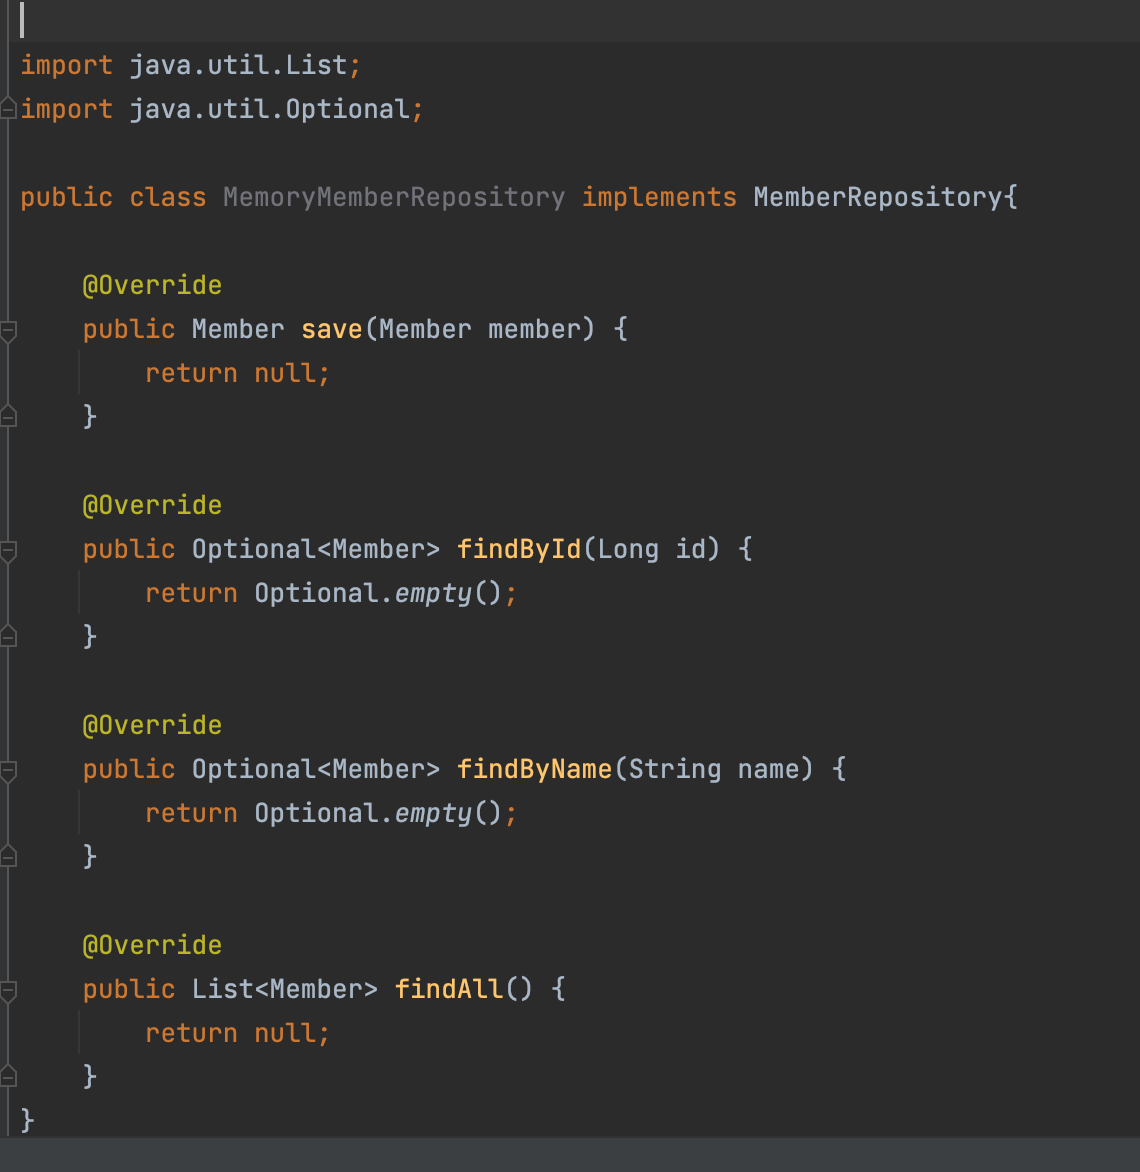 import java.util.List;
import java.util.Optional;
public class MemoryMemberRepository implements MemberRepository{
@Override
public Member save(Member member) {
return null;
}
@Override
public Optional<Member> findById(Long id) {
return Optional.empty();
}
@Override
public Optional<Member> findByName(String name) {
return Optional.empty();
}
@Override
public List<Member> findAll() {
return null;
}
}